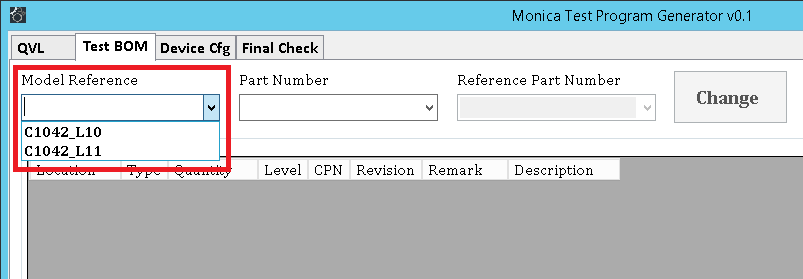 Monica Test Program Generator v0.1
QVL Test BOM Device Cfg Final Check
Model Reference Part Number Reference Part Number
Change
C1042_L10
C1042_L11
Location Type Quantity Level CPN Revision Remark Description